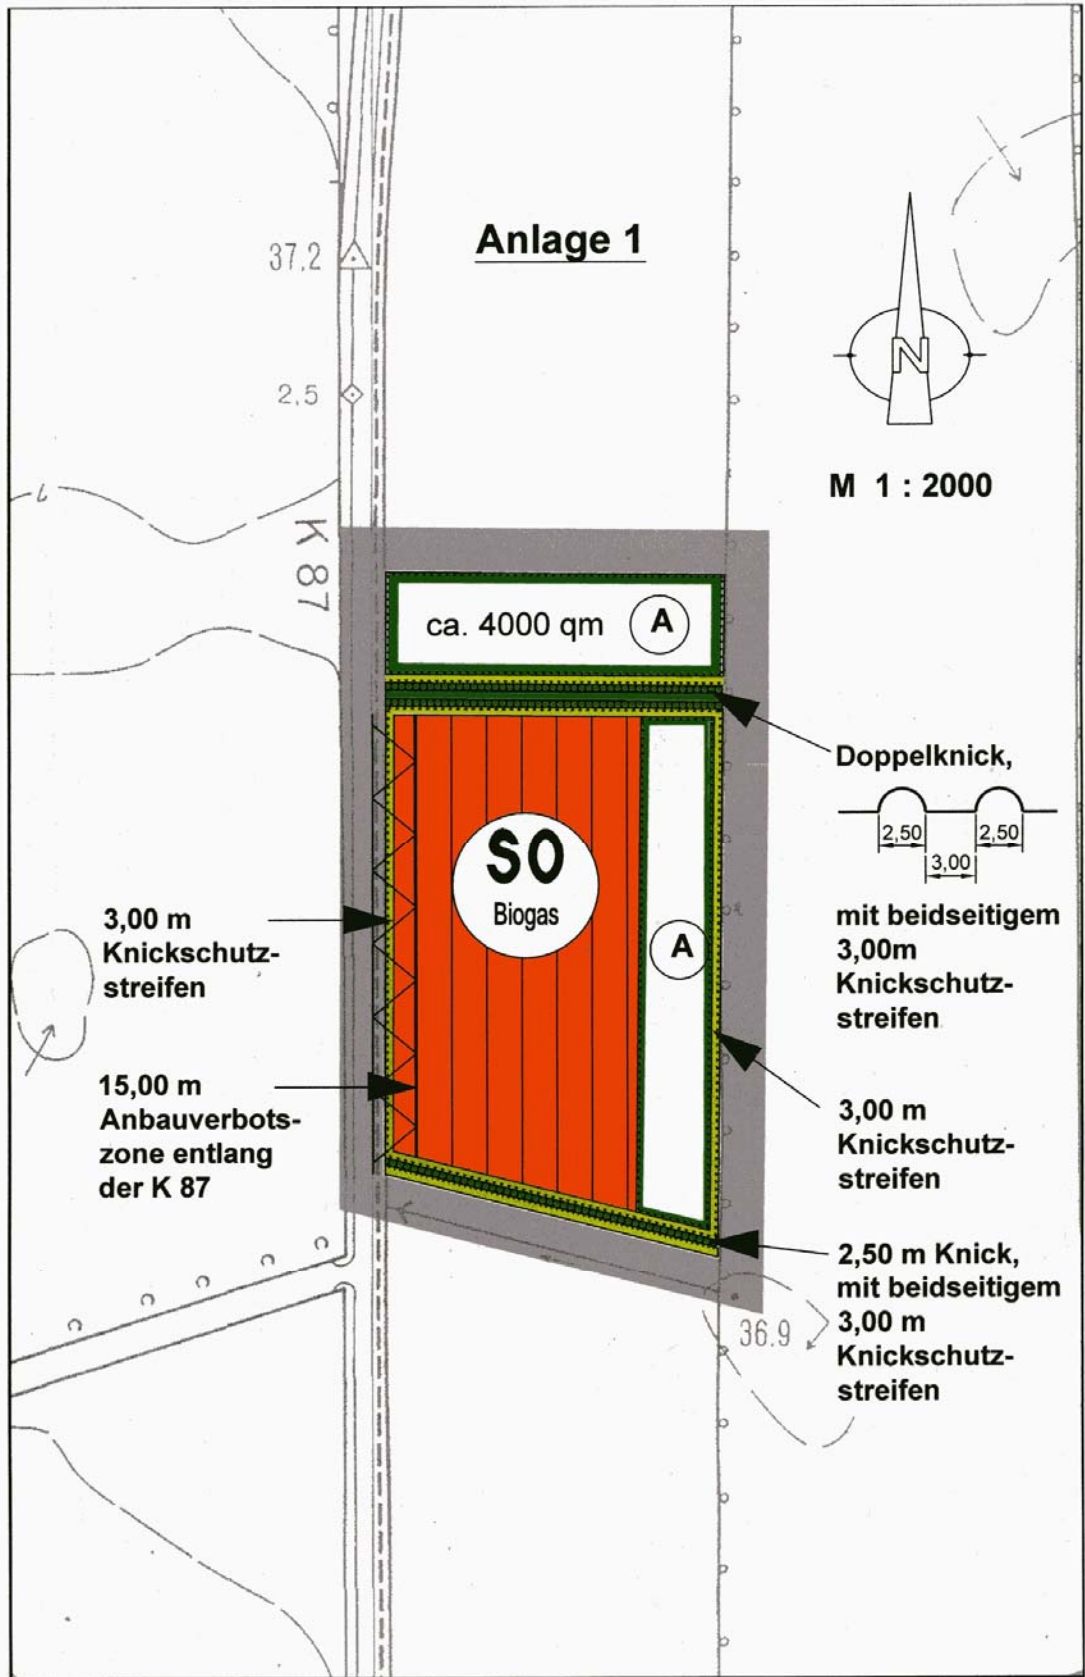 Anlage 1
37,2
2,5
N
M 1 : 2000
K 87
ca. 4000 qm
A
Doppelknick,
2,50
2,50
3,00
mit beidseitigem
3,00m
Knickschutz-
streifen
SO
Biogas
A
3,00 m
Knickschutz-
streifen
15,00 m
Anbauverbots-
zone entlang
der K 87
3,00 m
Knickschutz-
streifen
2,50 m Knick,
mit beidseitigem
3,00 m
Knickschutz-
streifen
36.9